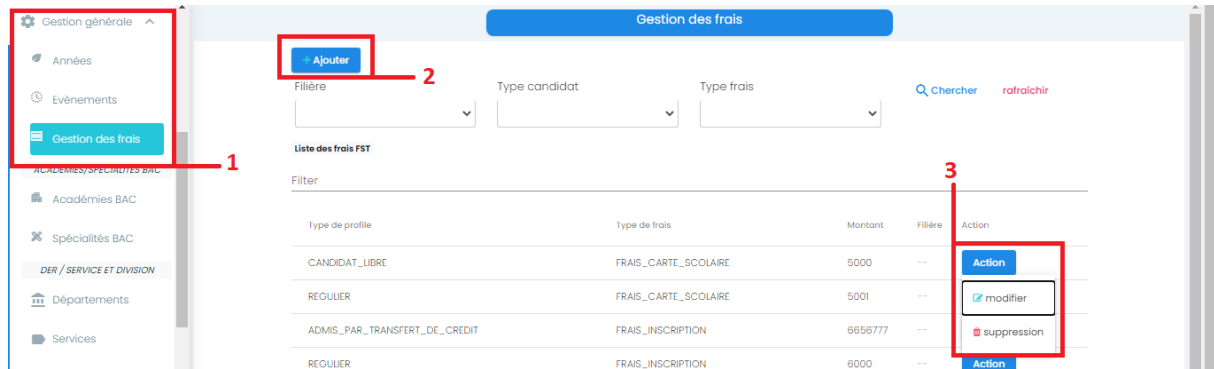 Gestion générale
Années
Evènements
Gestion des frais
ACADEMIES/SPECIALITES BAC
Académies BAC
Spécialités BAC
DER / SERVICE ET DIVISION
Départements
Services
1
Gestion des frais
+ Ajouter
2
Filière
Type candidat
Type frais
Chercher
rafraîchir
Liste des frais FST
Filter
3
Type de profile Type de frais Montant Filière Action
CANDIDAT_LIBRE FRAIS_CARTE_SCOLAIRE 5000 -- Action
REGULIER FRAIS_CARTE_SCOLAIRE 5001 -- modifier
ADMIS_PAR_TRANSFERT_DE_CREDIT FRAIS_INSCRIPTION 6656777 -- suppression
REGULIER FRAIS_INSCRIPTION 6000 -- Action